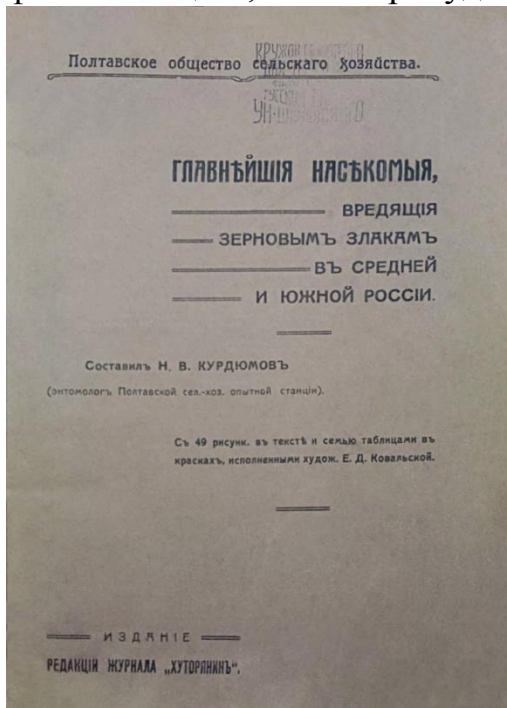 Полтавское общество сельскаго хозяйства.
ГЛАВНѢЙШІЯ НАСѢКОМЫЯ,
ВРЕДЯЩІЯ
ЗЕРНОВЫМЪ ЗЛАКАМЪ
ВЪ СРЕДНЕЙ
И ЮЖНОЙ РОССІИ.
Составилъ Н. В. КУРДЮМОВЪ
(энтомологъ Полтавской сел.-хоз. опытной станціи).
Съ 49 рисунк. въ текстѣ и семью таблицами въ
краскахъ, исполненными худож. Е. Д. Ковальской.
ИЗДАНІЕ
РЕДАКЦІИ ЖУРНАЛА „ХУТОРЯНИНЪ".